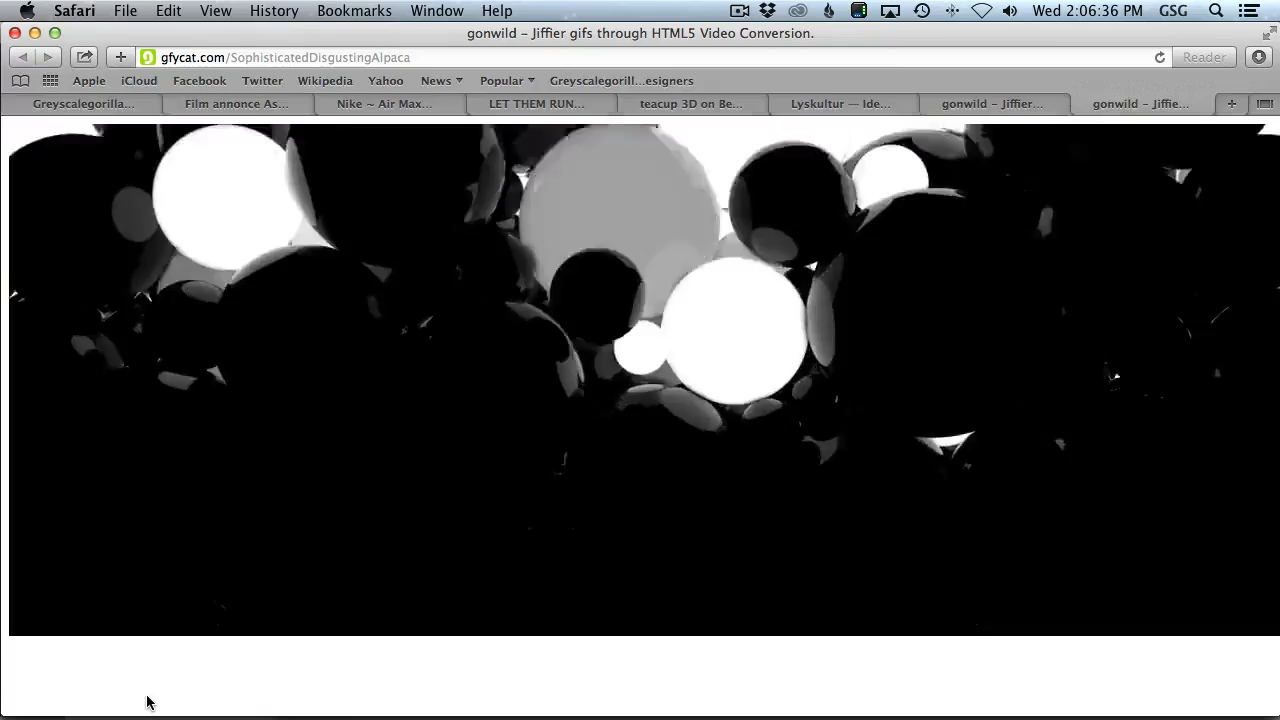 Safari File Edit View History Bookmarks Window Help Wed 2:06:36 PM GSG
gonwild – Jiffier gifs through HTML5 Video Conversion.
gfycat.com/SophisticatedDisgustingAlpaca Reader
Apple iCloud Facebook Twitter Wikipedia Yahoo News Popular Greyscalegorill...esigners
Greyscalegorilla... Film annonce As... Nike ~ Air Max... LET THEM RUN... teacup 3D on Be... Lyskultur — Ide... gonwild – Jiffier... gonwild – Jiffie...